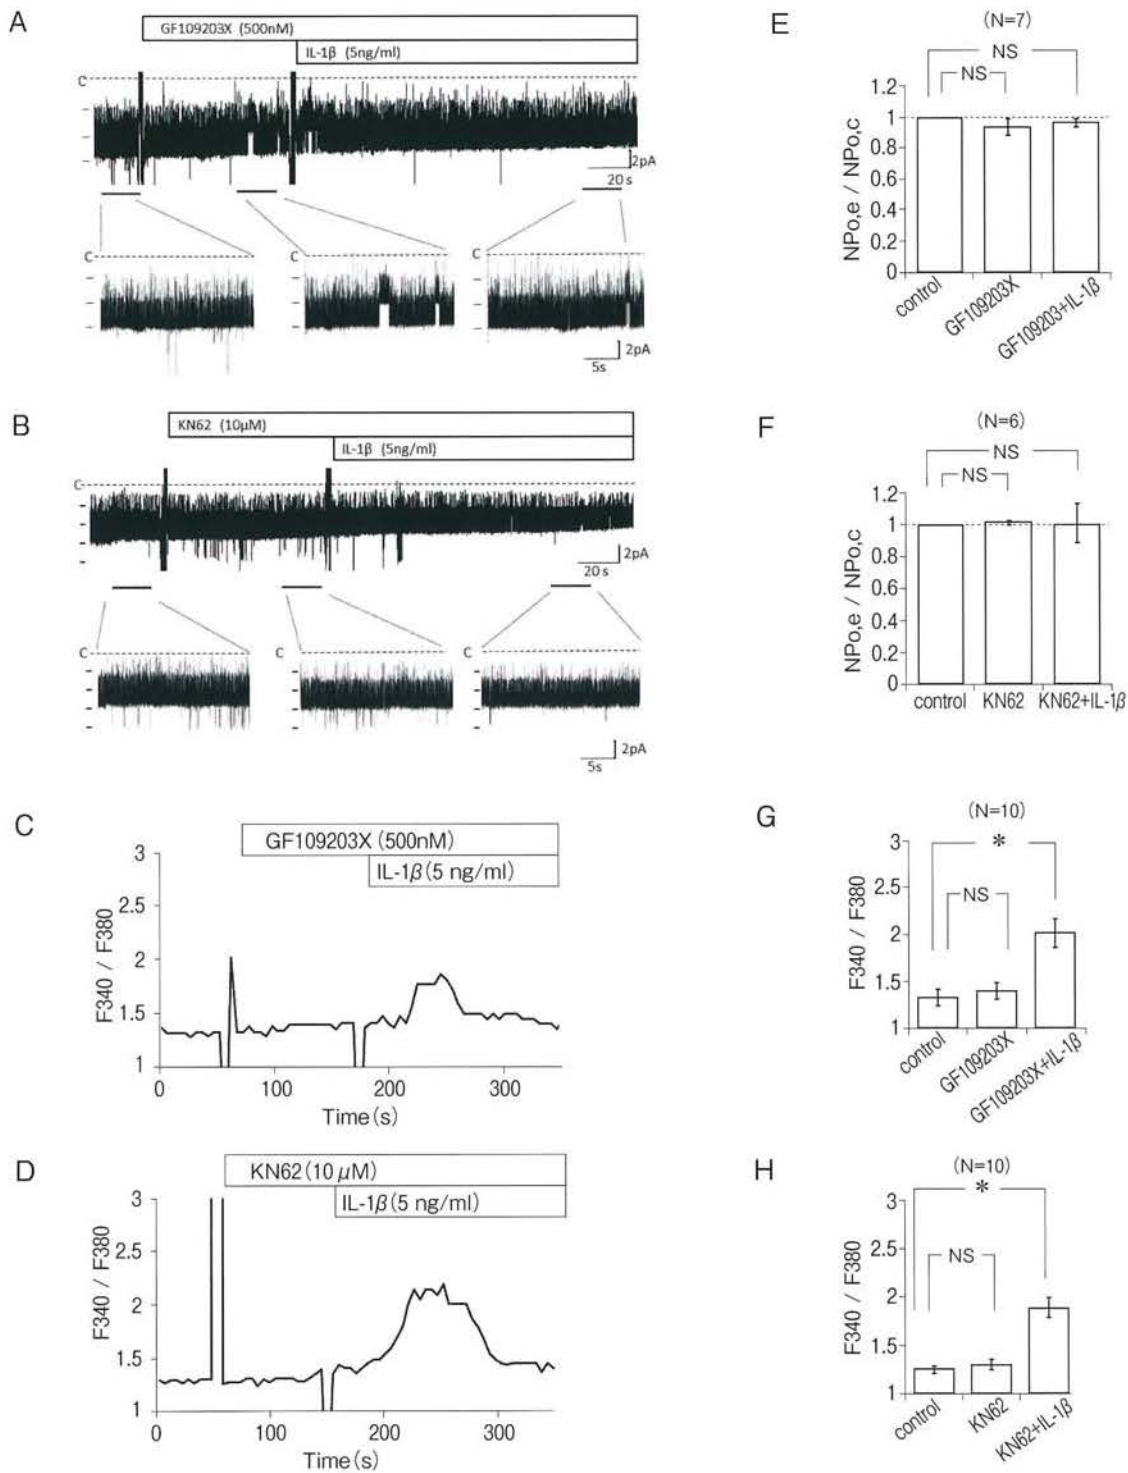 A
GF109203X (500nM)
IL-1β (5ng/ml)
C
2pA
20 s
C
C
C
2pA
5s
B
KN62 (10μM)
IL-1β (5ng/ml)
C
2pA
20 s
C
C
C
2pA
5s
C
GF109203X (500nM)
IL-1β (5 ng/ml)
F340 / F380
3
2.5
2
1.5
1
0 100 200 300
Time (s)
D
KN62 (10 μM)
IL-1β (5 ng/ml)
F340 / F380
3
2.5
2
1.5
1
0 100 200 300
Time (s)
E
(N=7)
NS
NS
NPo,e / NPo,c
1.2
1
0.8
0.6
0.4
0.2
0
control GF109203X GF109203+IL-1β
F
(N=6)
NS
NS
NPo,e / NPo,c
1.2
1
0.8
0.6
0.4
0.2
0
control KN62 KN62+IL-1β
G
(N=10)
*
NS
F340 / F380
3
2.5
2
1.5
1
control GF109203X GF109203X+IL-1β
H
(N=10)
*
NS
F340 / F380
3
2.5
2
1.5
1
control KN62 KN62+IL-1β